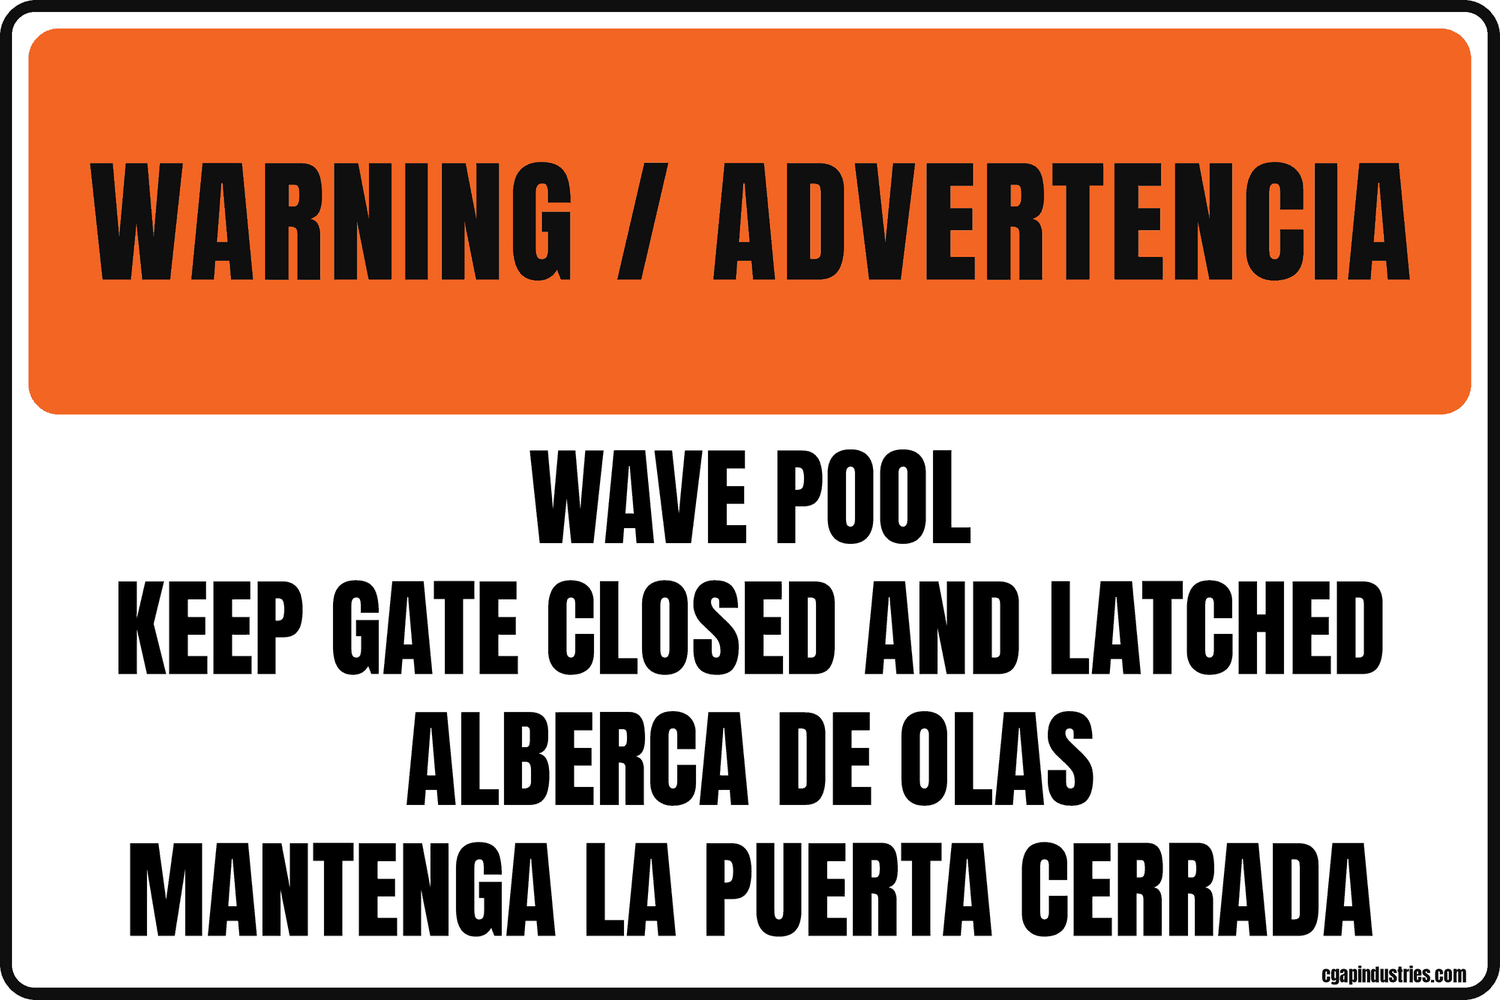 WARNING / ADVERTENCIA
WAVE POOL
KEEP GATE CLOSED AND LATCHED
ALBERCA DE OLAS
MANTENGA LA PUERTA CERRADA
cgapindustries.com